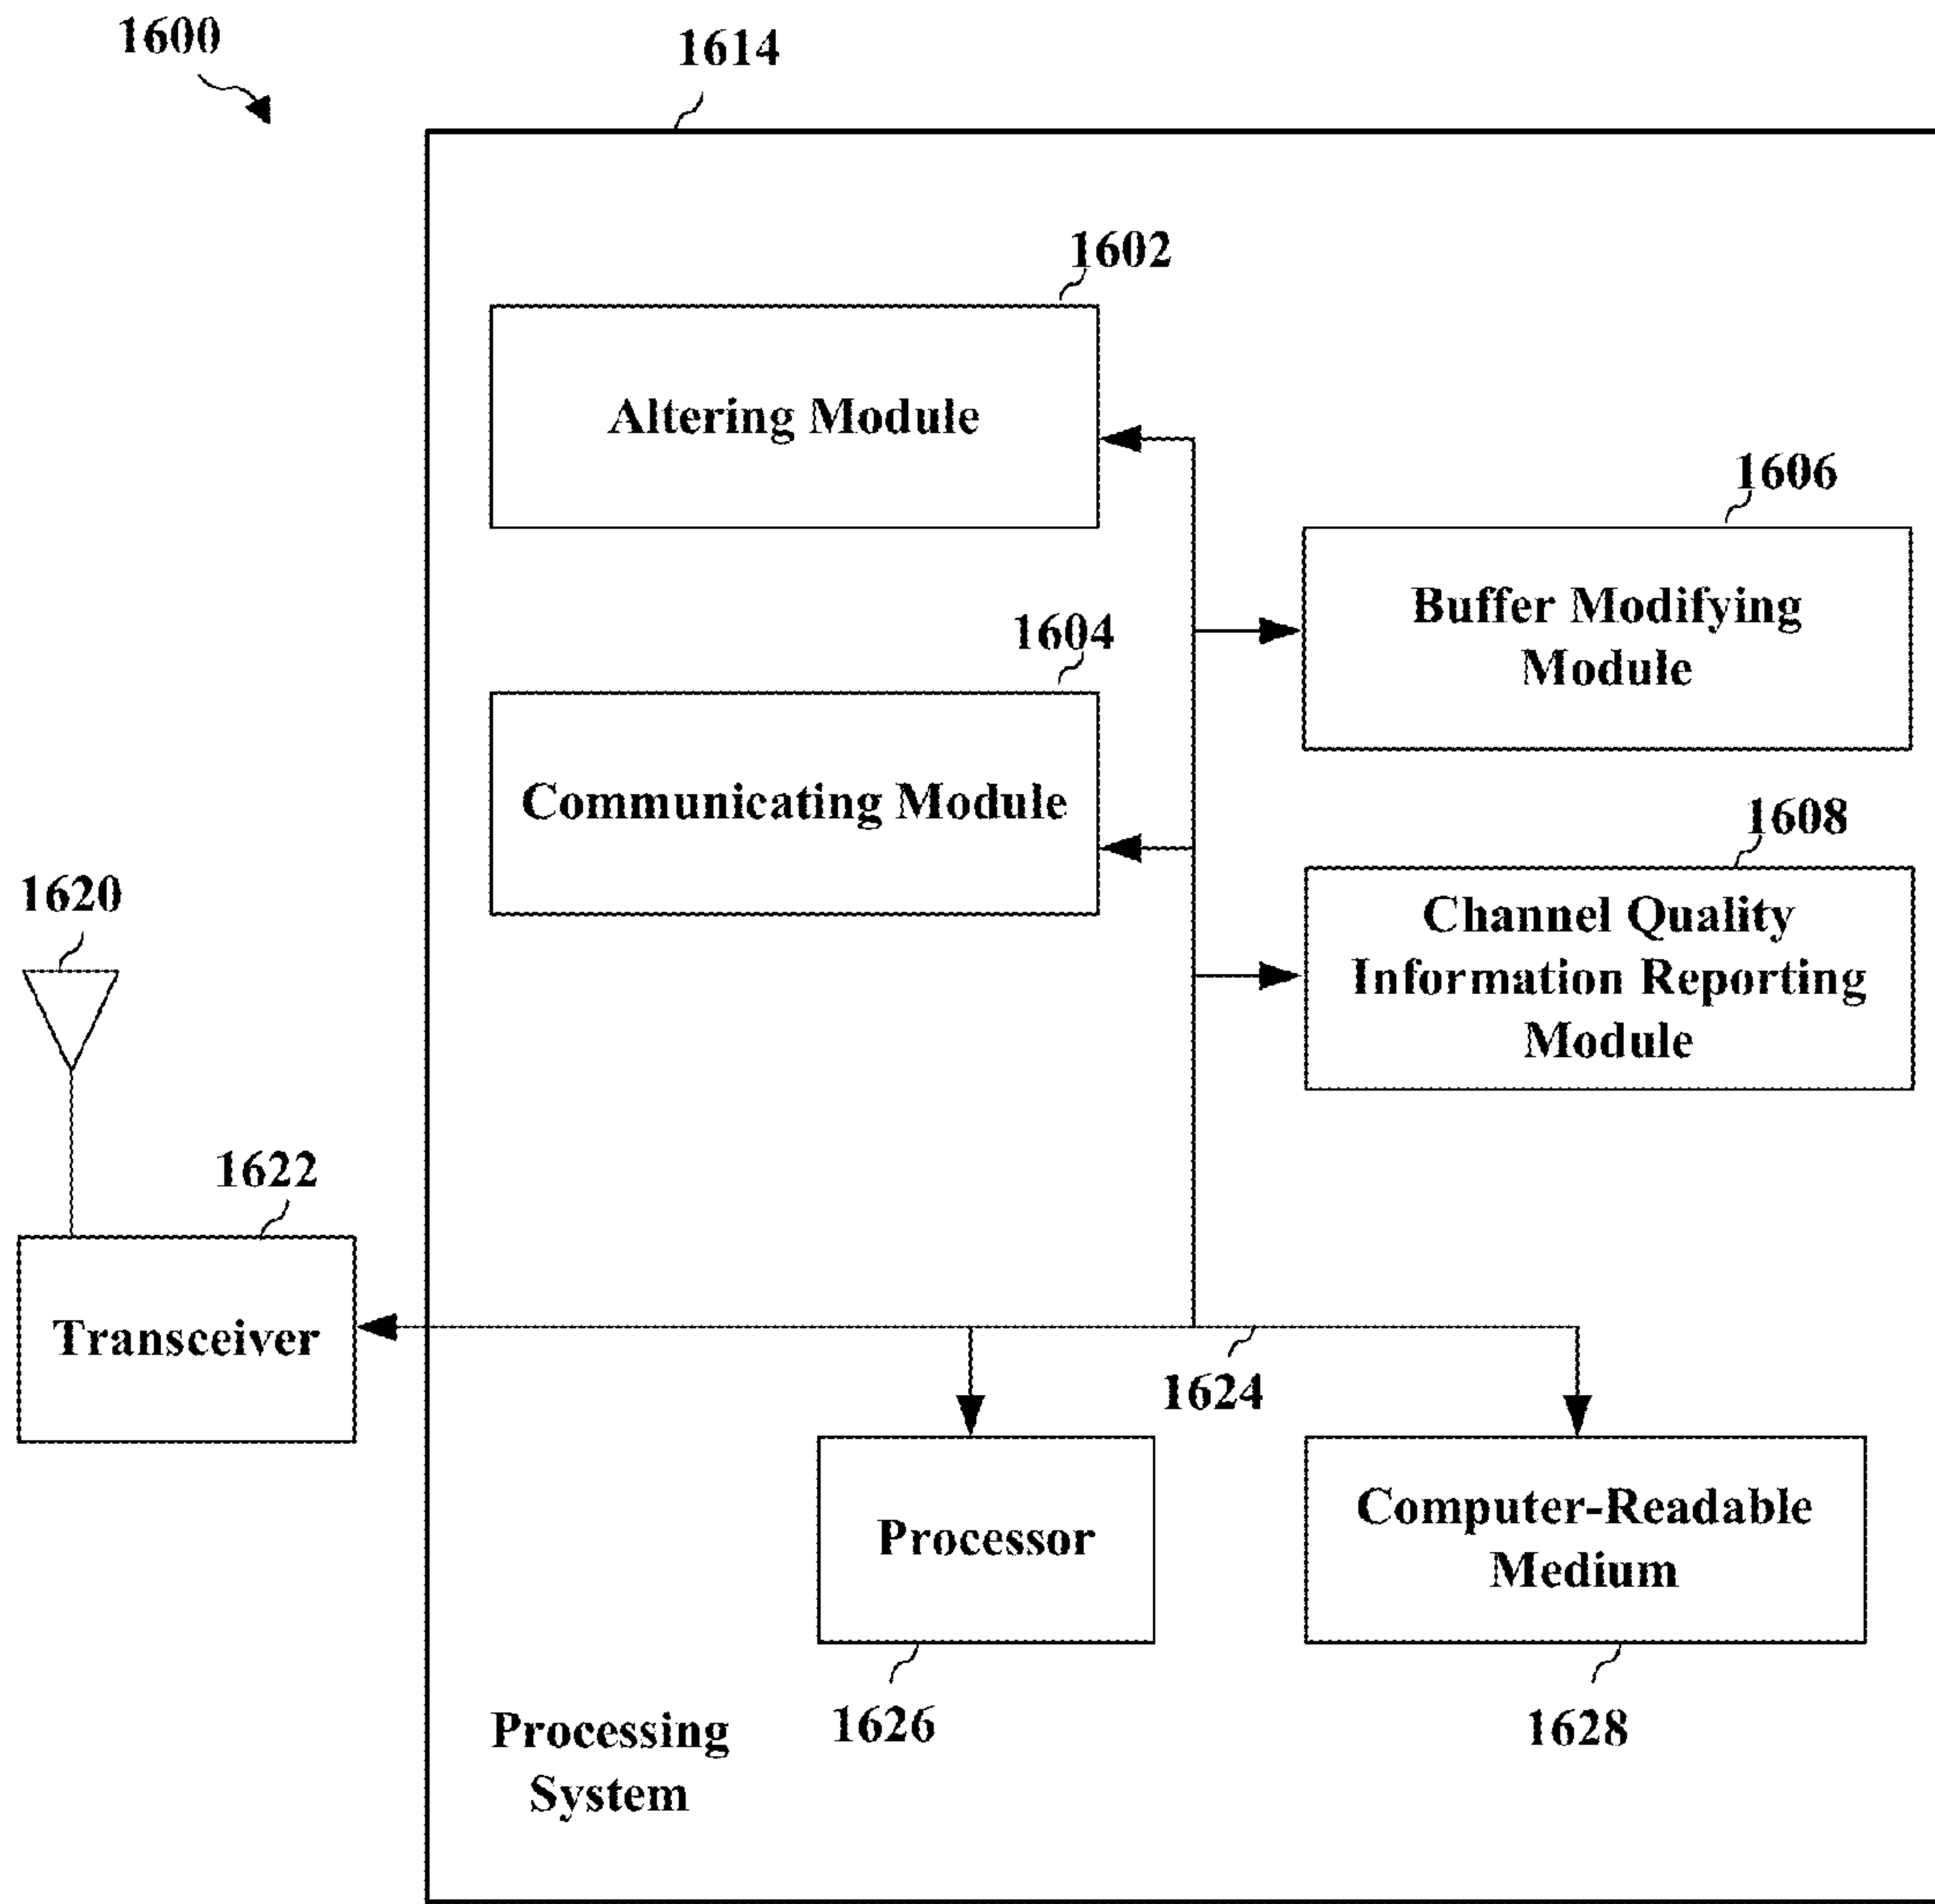 1600
1614
1602
Altering Module
1606
Buffer Modifying
Module
1604
Communicating Module
1608
Channel Quality
Information Reporting
Module
1620
1622
Transceiver
1624
Processor
Computer-Readable
Medium
1626
1628
Processing
System